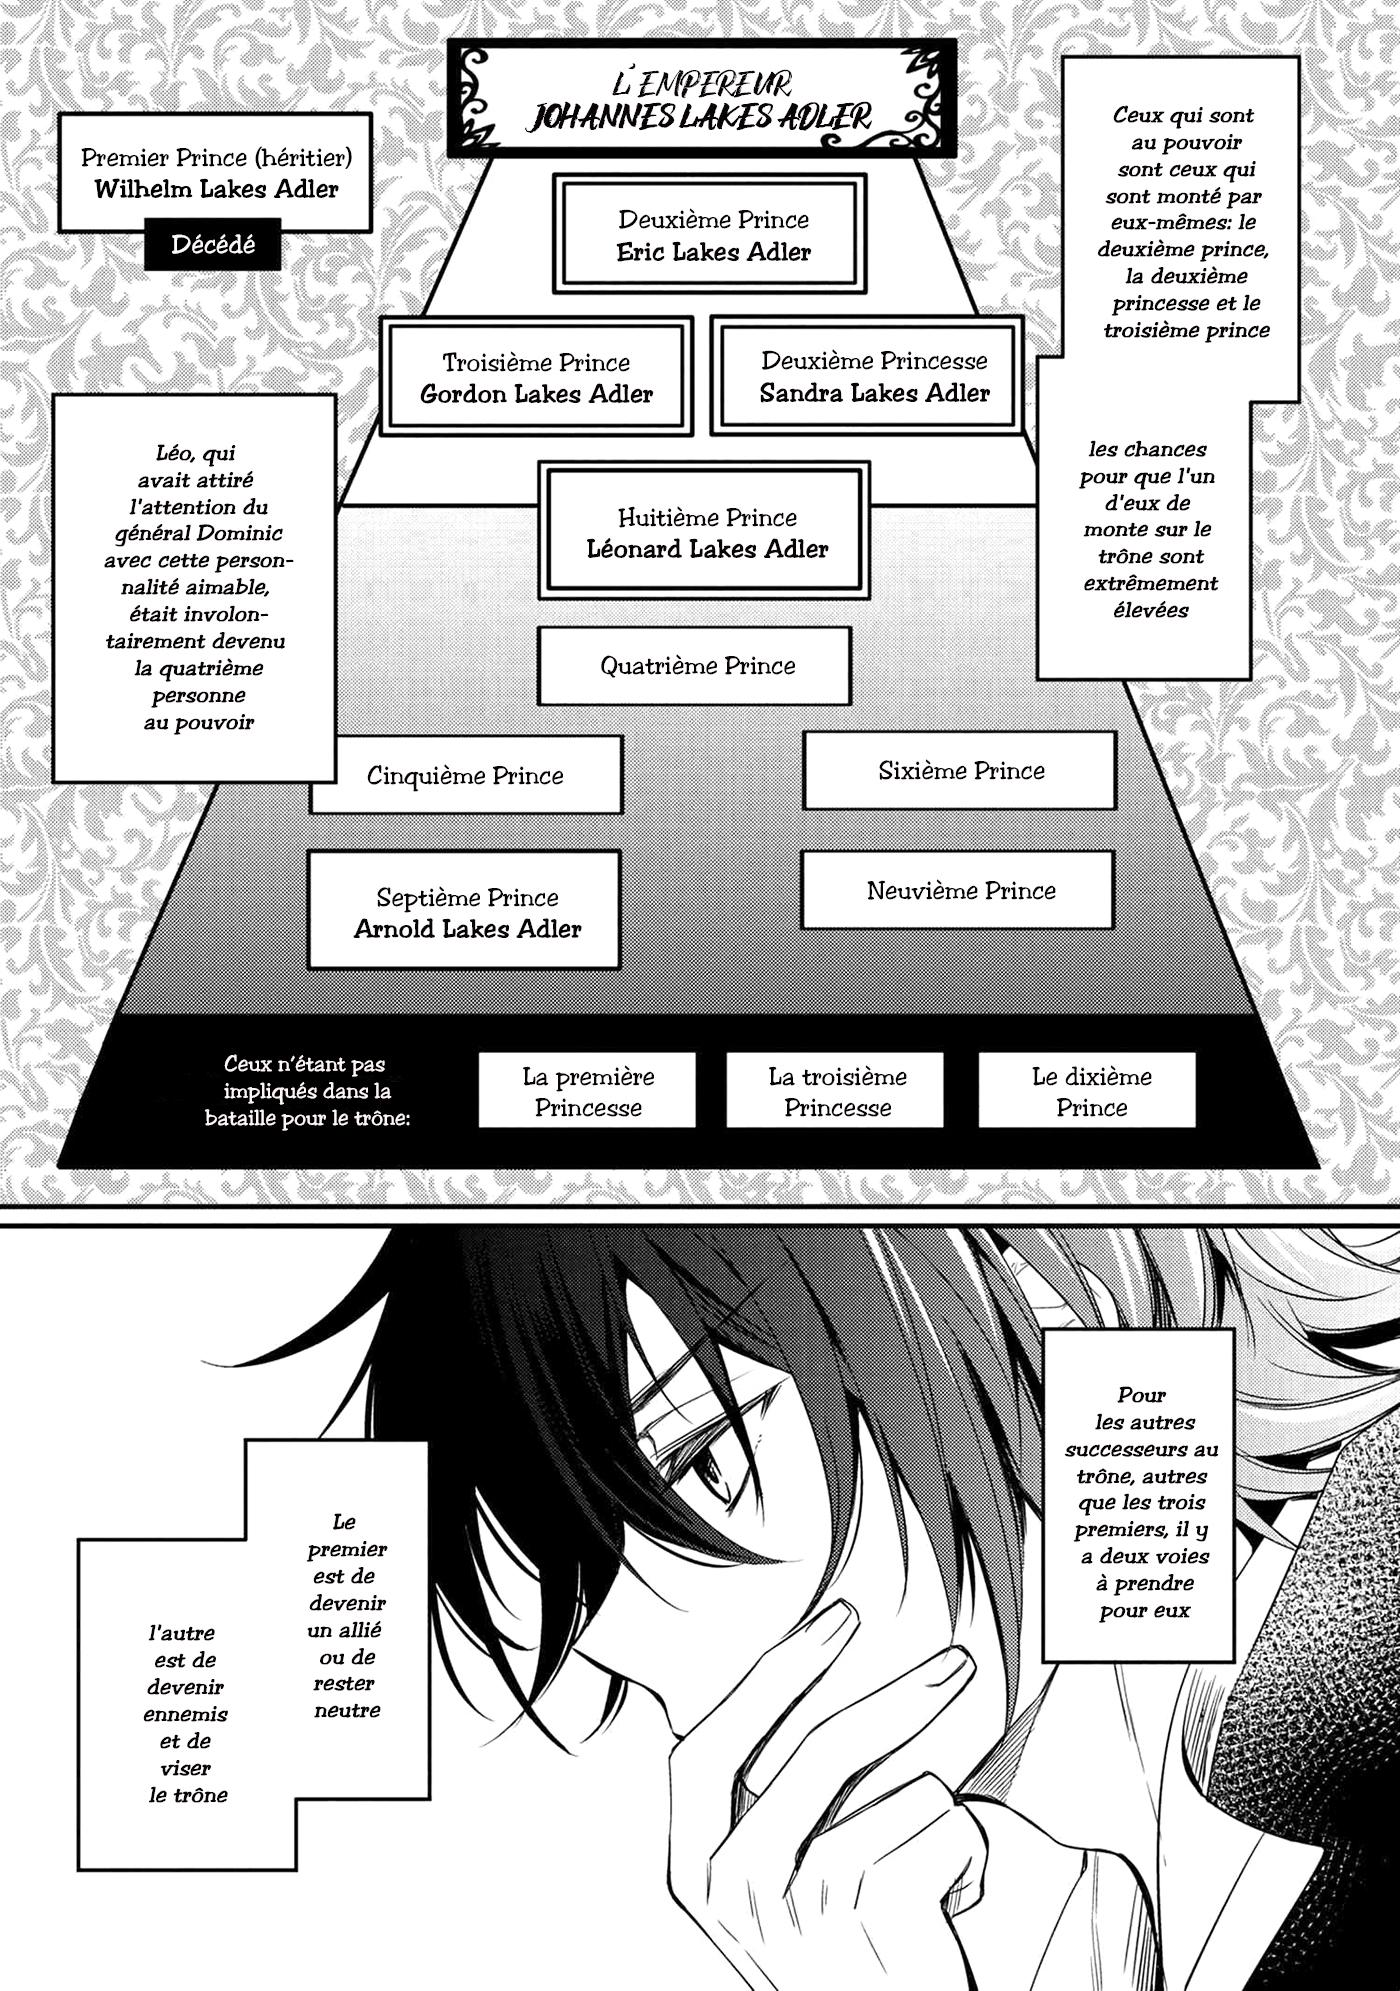 L'EMPEREUR
JOHANNES LAKES ADLER
Ceux qui sont
au pouvoir
sont ceux qui
sont monté par
eux-mêmes: le
deuxième prince,
la deuxième
princesse et le
troisième prince
les chances
pour que l'un
d'eux de
monte sur le
trône sont
extrêmement
élevées
Premier Prince (héritier)
Wilhelm Lakes Adler
Décédé
Deuxième Prince
Eric Lakes Adler
Troisième Prince
Gordon Lakes Adler
Deuxième Princesse
Sandra Lakes Adler
Huitième Prince
Léonard Lakes Adler
Léo, qui
avait attiré
l'attention du
général Dominic
avec cette person-
nalité aimable,
était involon-
tairement devenu
la quatrième
personne
au pouvoir
Quatrième Prince
Cinquième Prince
Sixième Prince
Septième Prince
Arnold Lakes Adler
Neuvième Prince
Ceux n'étant pas
impliqués dans la
bataille pour le trône:
La première
Princesse
La troisième
Princesse
Le dixième
Prince
Pour
les autres
successeurs au
trône, autres
que les trois
premiers, il y
a deux voies
à prendre
pour eux
Le
premier
est de
devenir
un allié
ou de
rester
neutre
l'autre
est de
devenir
ennemis
et de
viser
le trône